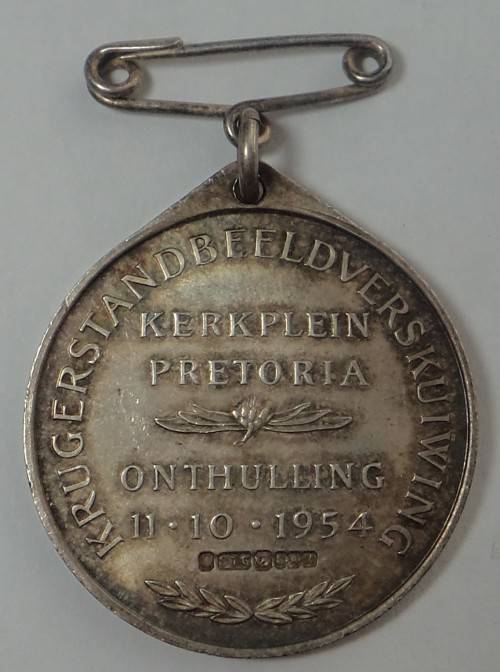 KRUGERSTANDBEELDVERSKUIWING
KERKPLEIN
PRETORIA
ONTHULLING
11 · 10 · 1954